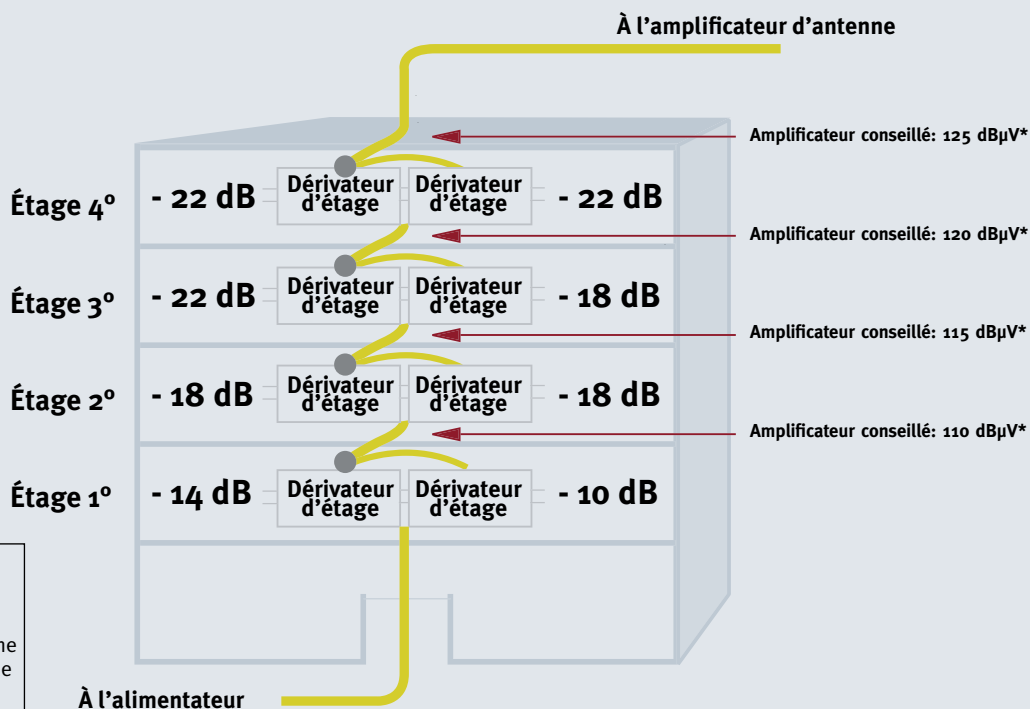 À l’amplificateur d’antenne
Amplificateur conseillé: 125 dBµV*
Étage 4º
- 22 dB
Dérivateur
d’étage
Dérivateur
d’étage
- 22 dB
Amplificateur conseillé: 120 dBµV*
Étage 3º
- 22 dB
Dérivateur
d’étage
Dérivateur
d’étage
- 18 dB
Amplificateur conseillé: 115 dBµV*
Étage 2º
- 18 dB
Dérivateur
d’étage
Dérivateur
d’étage
- 18 dB
Amplificateur conseillé: 110 dBµV*
Étage 1º
- 14 dB
Dérivateur
d’étage
Dérivateur
d’étage
- 10 dB
À l’alimentateur